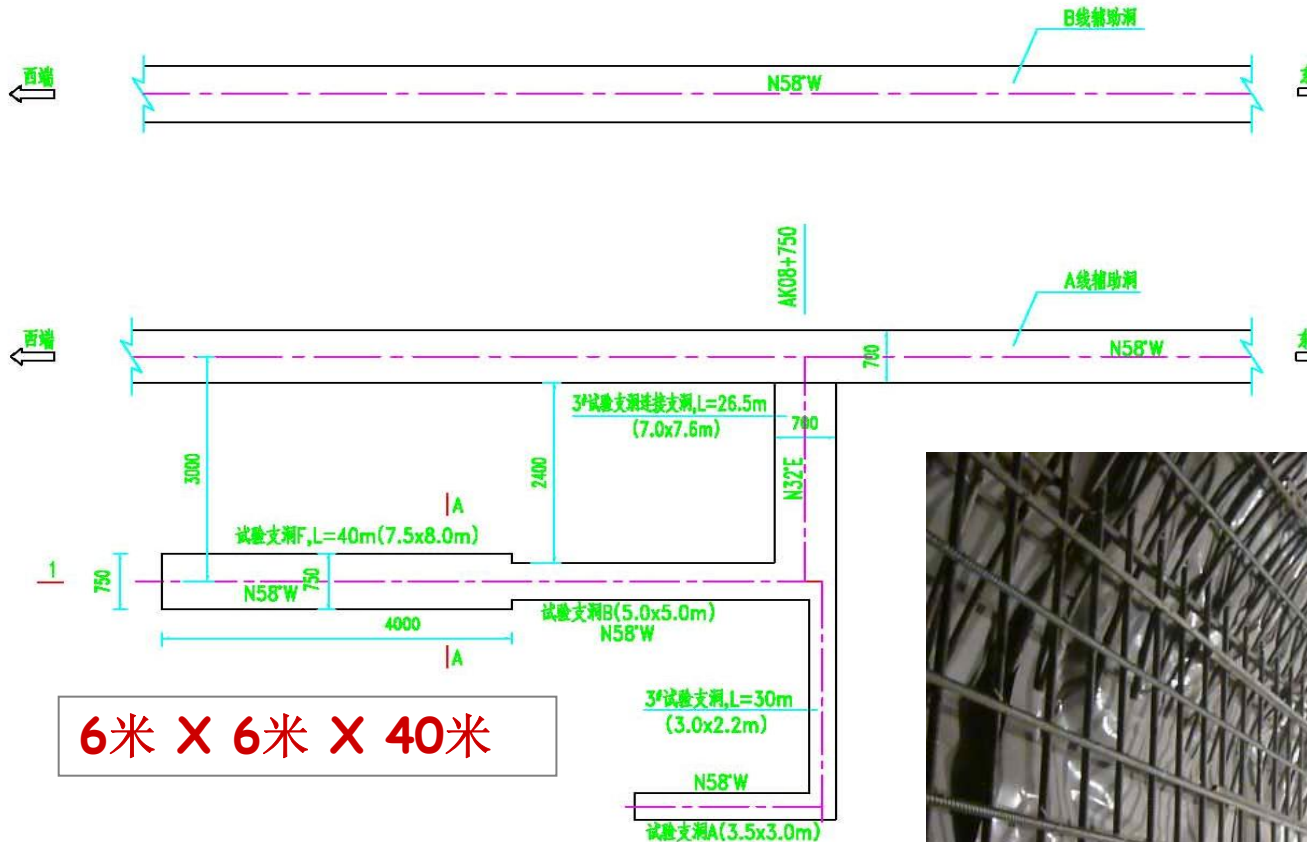 B线辅助洞
西端
N58°W
AK08+750
A线辅助洞
西端
700
N58°W
3#试验支洞连接支洞,L=26.5m
(7.0x7.6m)
700
3000
2400
N32°E
A
试验支洞F,L=40m(7.5x8.0m)
1
750
750
N58°W
试验支洞B(5.0x5.0m)
N58°W
4000
A
6米 X 6米 X 40米
3#试验支洞,L=30m
(3.0x2.2m)
N58°W
试验支洞A(3.5x3.0m)